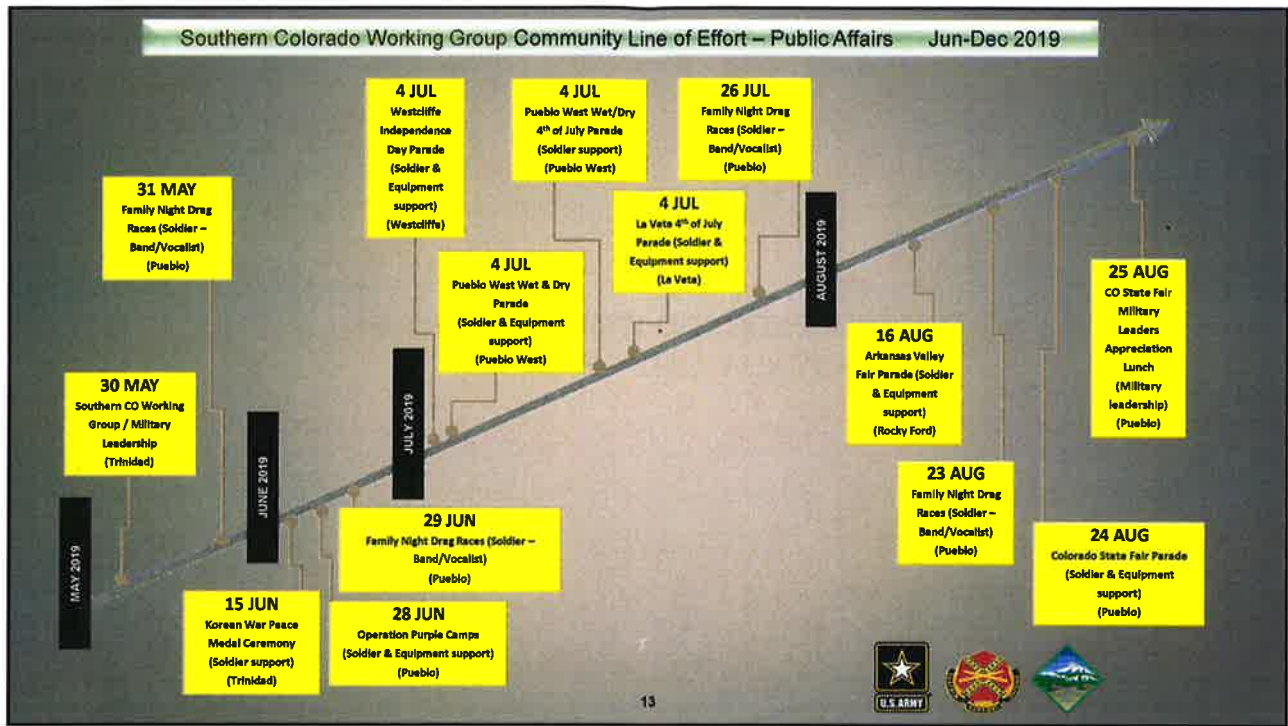 Southern Colorado Working Group Community Line of Effort – Public Affairs Jun-Dec 2019
MAY 2019
30 MAY
Southern CO Working
Group / Military
Leadership
(Trinidad)
31 MAY
Family Night Drag
Races (Soldier –
Band/Vocalist)
(Pueblo)
JUNE 2019
15 JUN
Korean War Peace
Medal Ceremony
(Soldier support)
(Trinidad)
28 JUN
Operation Purple Camps
(Soldier & Equipment support)
(Pueblo)
29 JUN
Family Night Drag Races (Soldier –
Band/Vocalist)
(Pueblo)
JULY 2019
4 JUL
Westcliffe
Independence
Day Parade
(Soldier &
Equipment
support)
(Westcliffe)
4 JUL
Pueblo West Wet & Dry
Parade
(Soldier & Equipment
support)
(Pueblo West)
4 JUL
Pueblo West Wet/Dry
4th of July Parade
(Soldier support)
(Pueblo West)
4 JUL
La Veta 4th of July
Parade (Soldier &
Equipment support)
(La Veta)
26 JUL
Family Night Drag
Races (Soldier –
Band/Vocalist)
(Pueblo)
AUGUST 2019
16 AUG
Arkansas Valley
Fair Parade (Soldier
& Equipment
support)
(Rocky Ford)
23 AUG
Family Night Drag
Races (Soldier –
Band/Vocalist)
(Pueblo)
24 AUG
Colorado State Fair Parade
(Soldier & Equipment
support)
(Pueblo)
25 AUG
CO State Fair
Military
Leaders
Appreciation
Lunch
(Military
leadership)
(Pueblo)
U.S. ARMY
13